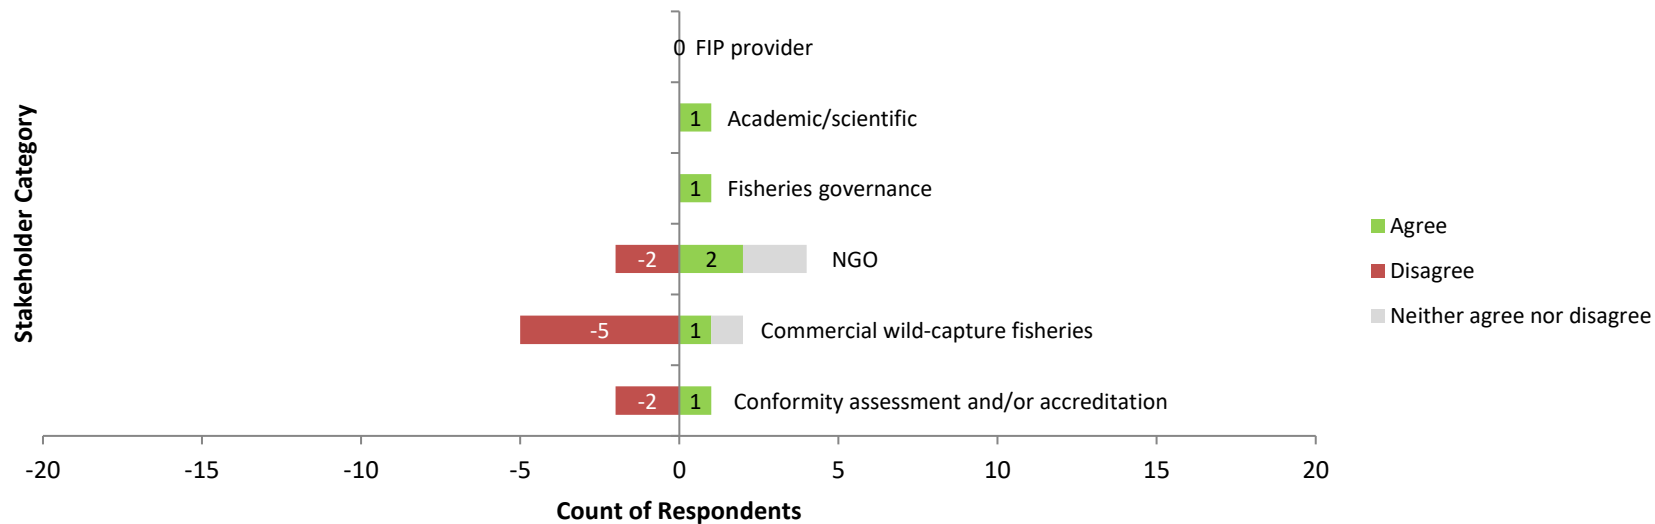 Stakeholder Category
0 FIP provider
1 Academic/scientific
1 Fisheries governance
-2 2 NGO
-5 1 Commercial wild-capture fisheries
-2 1 Conformity assessment and/or accreditation
-20 -15 -10 -5 0 5 10 15 20
Count of Respondents
Agree
Disagree
Neither agree nor disagree